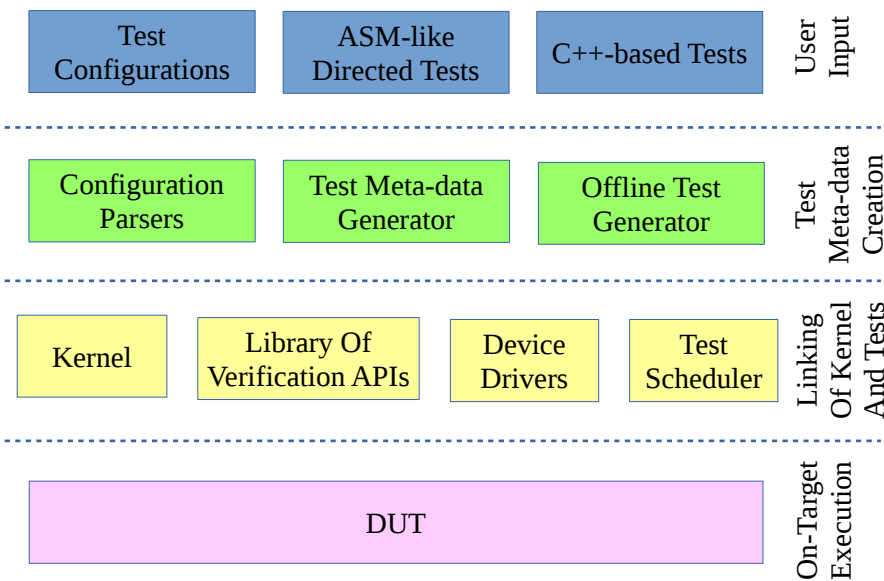 Test
Configurations
ASM-like
Directed Tests
C++-based Tests
User
Input
Configuration
Parsers
Test Meta-data
Generator
Offline Test
Generator
Test
Meta-data
Creation
Kernel
Library Of
Verification APIs
Device
Drivers
Test
Scheduler
Linking
Of Kernel
And Tests
DUT
On-Target
Execution